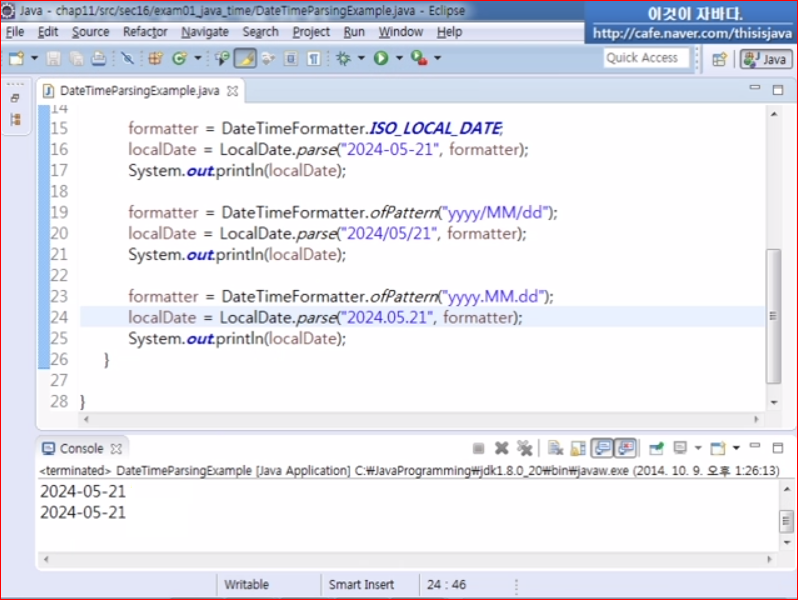 Java - chap11/src/sec16/exam01_java_time/DateTimeParsingExample.java - Eclipse
이것이 자바다.
http://cafe.naver.com/thisisjava
File Edit Source Refactor Navigate Search Project Run Window Help
Quick Access
Java
DateTimeParsingExample.java
14
15 formatter = DateTimeFormatter.ISO_LOCAL_DATE;
16 localDate = LocalDate.parse("2024-05-21", formatter);
17 System.out.println(localDate);
18
19 formatter = DateTimeFormatter.ofPattern("yyyy/MM/dd");
20 localDate = LocalDate.parse("2024/05/21", formatter);
21 System.out.println(localDate);
22
23 formatter = DateTimeFormatter.ofPattern("yyyy.MM.dd");
24 localDate = LocalDate.parse("2024.05.21", formatter);
25 System.out.println(localDate);
26 }
27
28 }
Console
<terminated> DateTimeParsingExample [Java Application] C:₩JavaProgramming₩jdk1.8.0_20₩bin₩javaw.exe (2014. 10. 9. 오후 1:26:13)
2024-05-21
2024-05-21
Writable Smart Insert 24 : 46